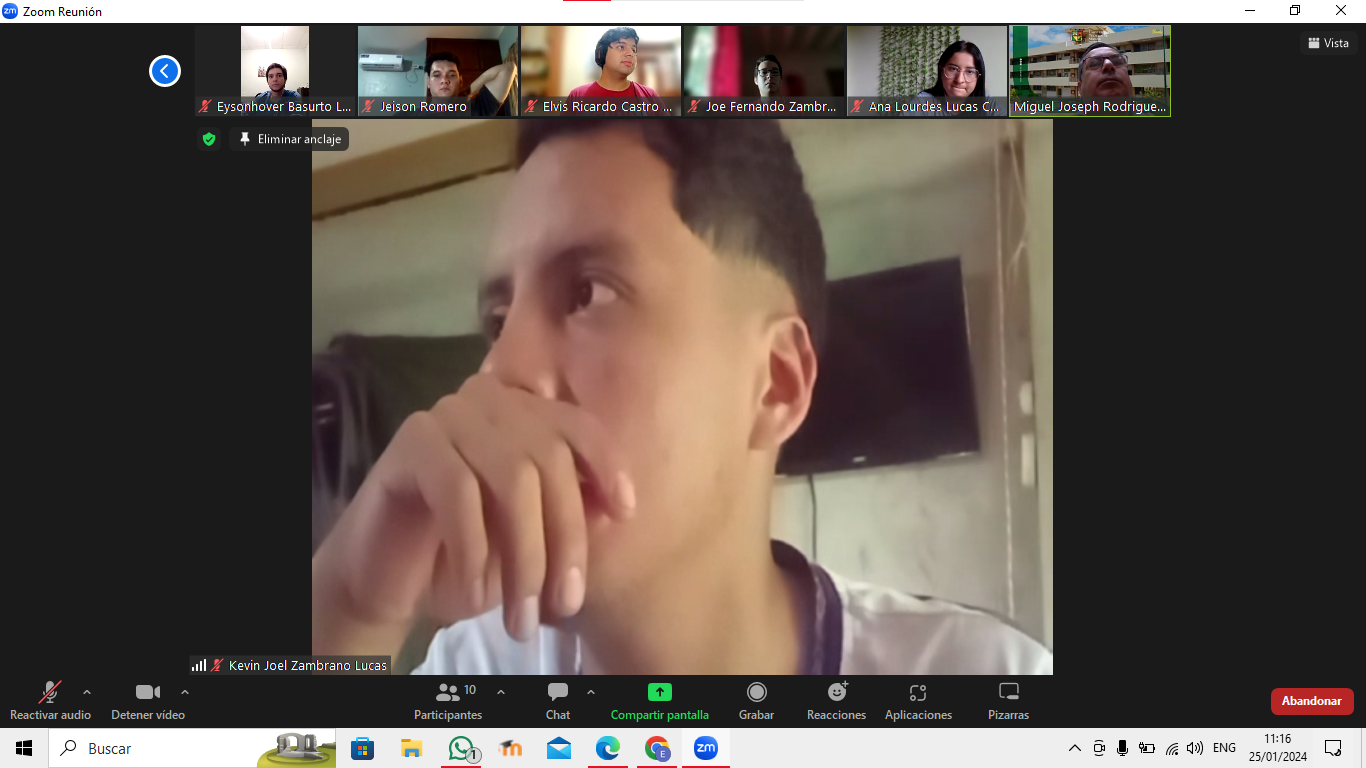 Zoom Reunión
Eysonhover Basurto L...
Jeison Romero
Elvis Ricardo Castro ...
Joe Fernando Zambr...
Ana Lourdes Lucas C...
Miguel Joseph Rodrigue...
Vista
Eliminar anclaje
Kevin Joel Zambrano Lucas
Reactivar audio
Detener vídeo
10
Participantes
Chat
Compartir pantalla
Grabar
Reacciones
Aplicaciones
Pizarras
Abandonar
Buscar
1
E
zm
ENG
11:16
25/01/2024